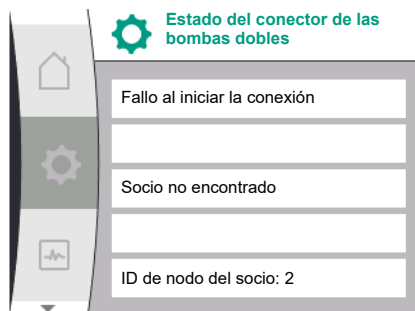 Estado del conector de las
bombas dobles
Fallo al iniciar la conexión
Socio no encontrado
ID de nodo del socio: 2